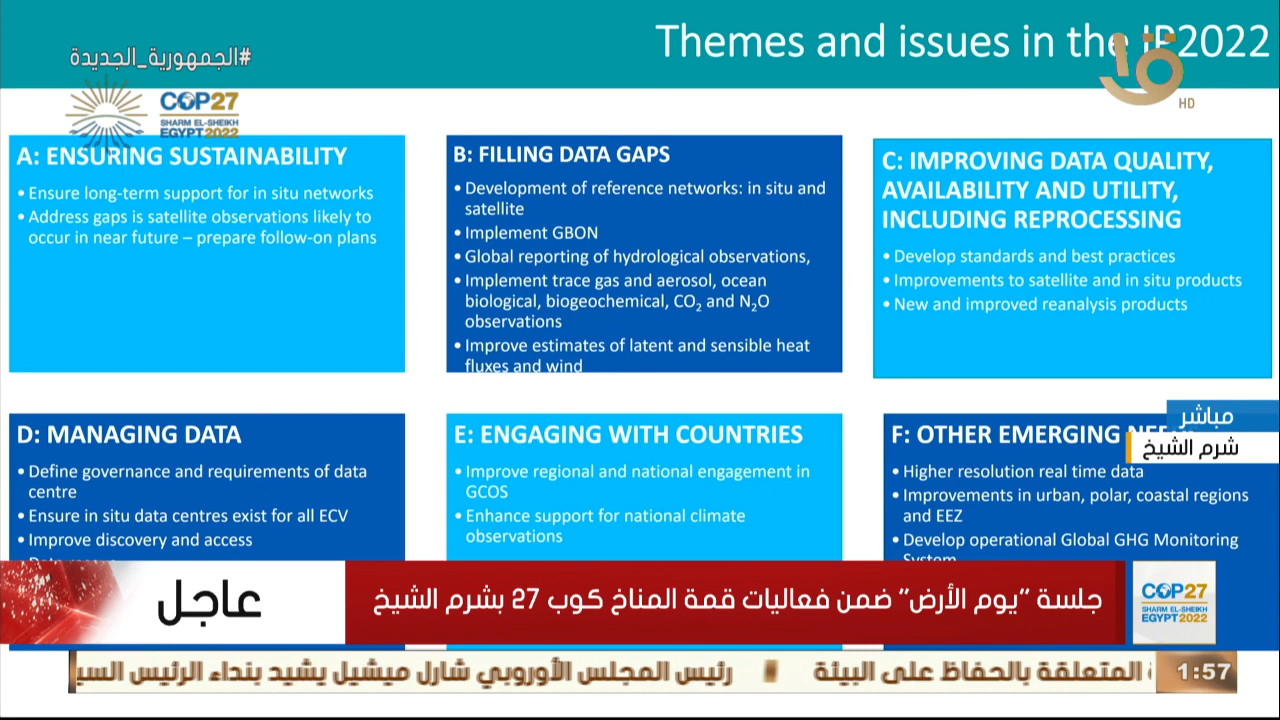 Themes and issues in the IP2022
#الجمهورية_الجديدة
HD
COP27
SHARM EL-SHEIKH
EGYPT 2022
A: ENSURING SUSTAINABILITY
• Ensure long-term support for in situ networks
• Address gaps is satellite observations likely to
occur in near future – prepare follow-on plans
B: FILLING DATA GAPS
• Development of reference networks: in situ and
satellite
• Implement GBON
• Global reporting of hydrological observations,
• Implement trace gas and aerosol, ocean
biological, biogeochemical, CO₂ and N₂O
observations
• Improve estimates of latent and sensible heat
fluxes and wind
C: IMPROVING DATA QUALITY,
AVAILABILITY AND UTILITY,
INCLUDING REPROCESSING
• Develop standards and best practices
• Improvements to satellite and in situ products
• New and improved reanalysis products
D: MANAGING DATA
• Define governance and requirements of data
centre
• Ensure in situ data centres exist for all ECV
• Improve discovery and access
E: ENGAGING WITH COUNTRIES
• Improve regional and national engagement in
GCOS
• Enhance support for national climate
observations
مباشر
شرم الشيخ
F: OTHER EMERGING
• Higher resolution real time data
• Improvements in urban, polar, coastal regions
and EEZ
• Develop operational Global GHG Monitoring
System
عاجل
جلسة "يوم الأرض" ضمن فعاليات قمة المناخ كوب 27 بشرم الشيخ
COP27
SHARM EL-SHEIKH
EGYPT 2022
المتعلقة بالحفاظ على البيئة
رئيس المجلس الأوروبي شارل ميشيل يشيد بنداء الرئيس
1:57